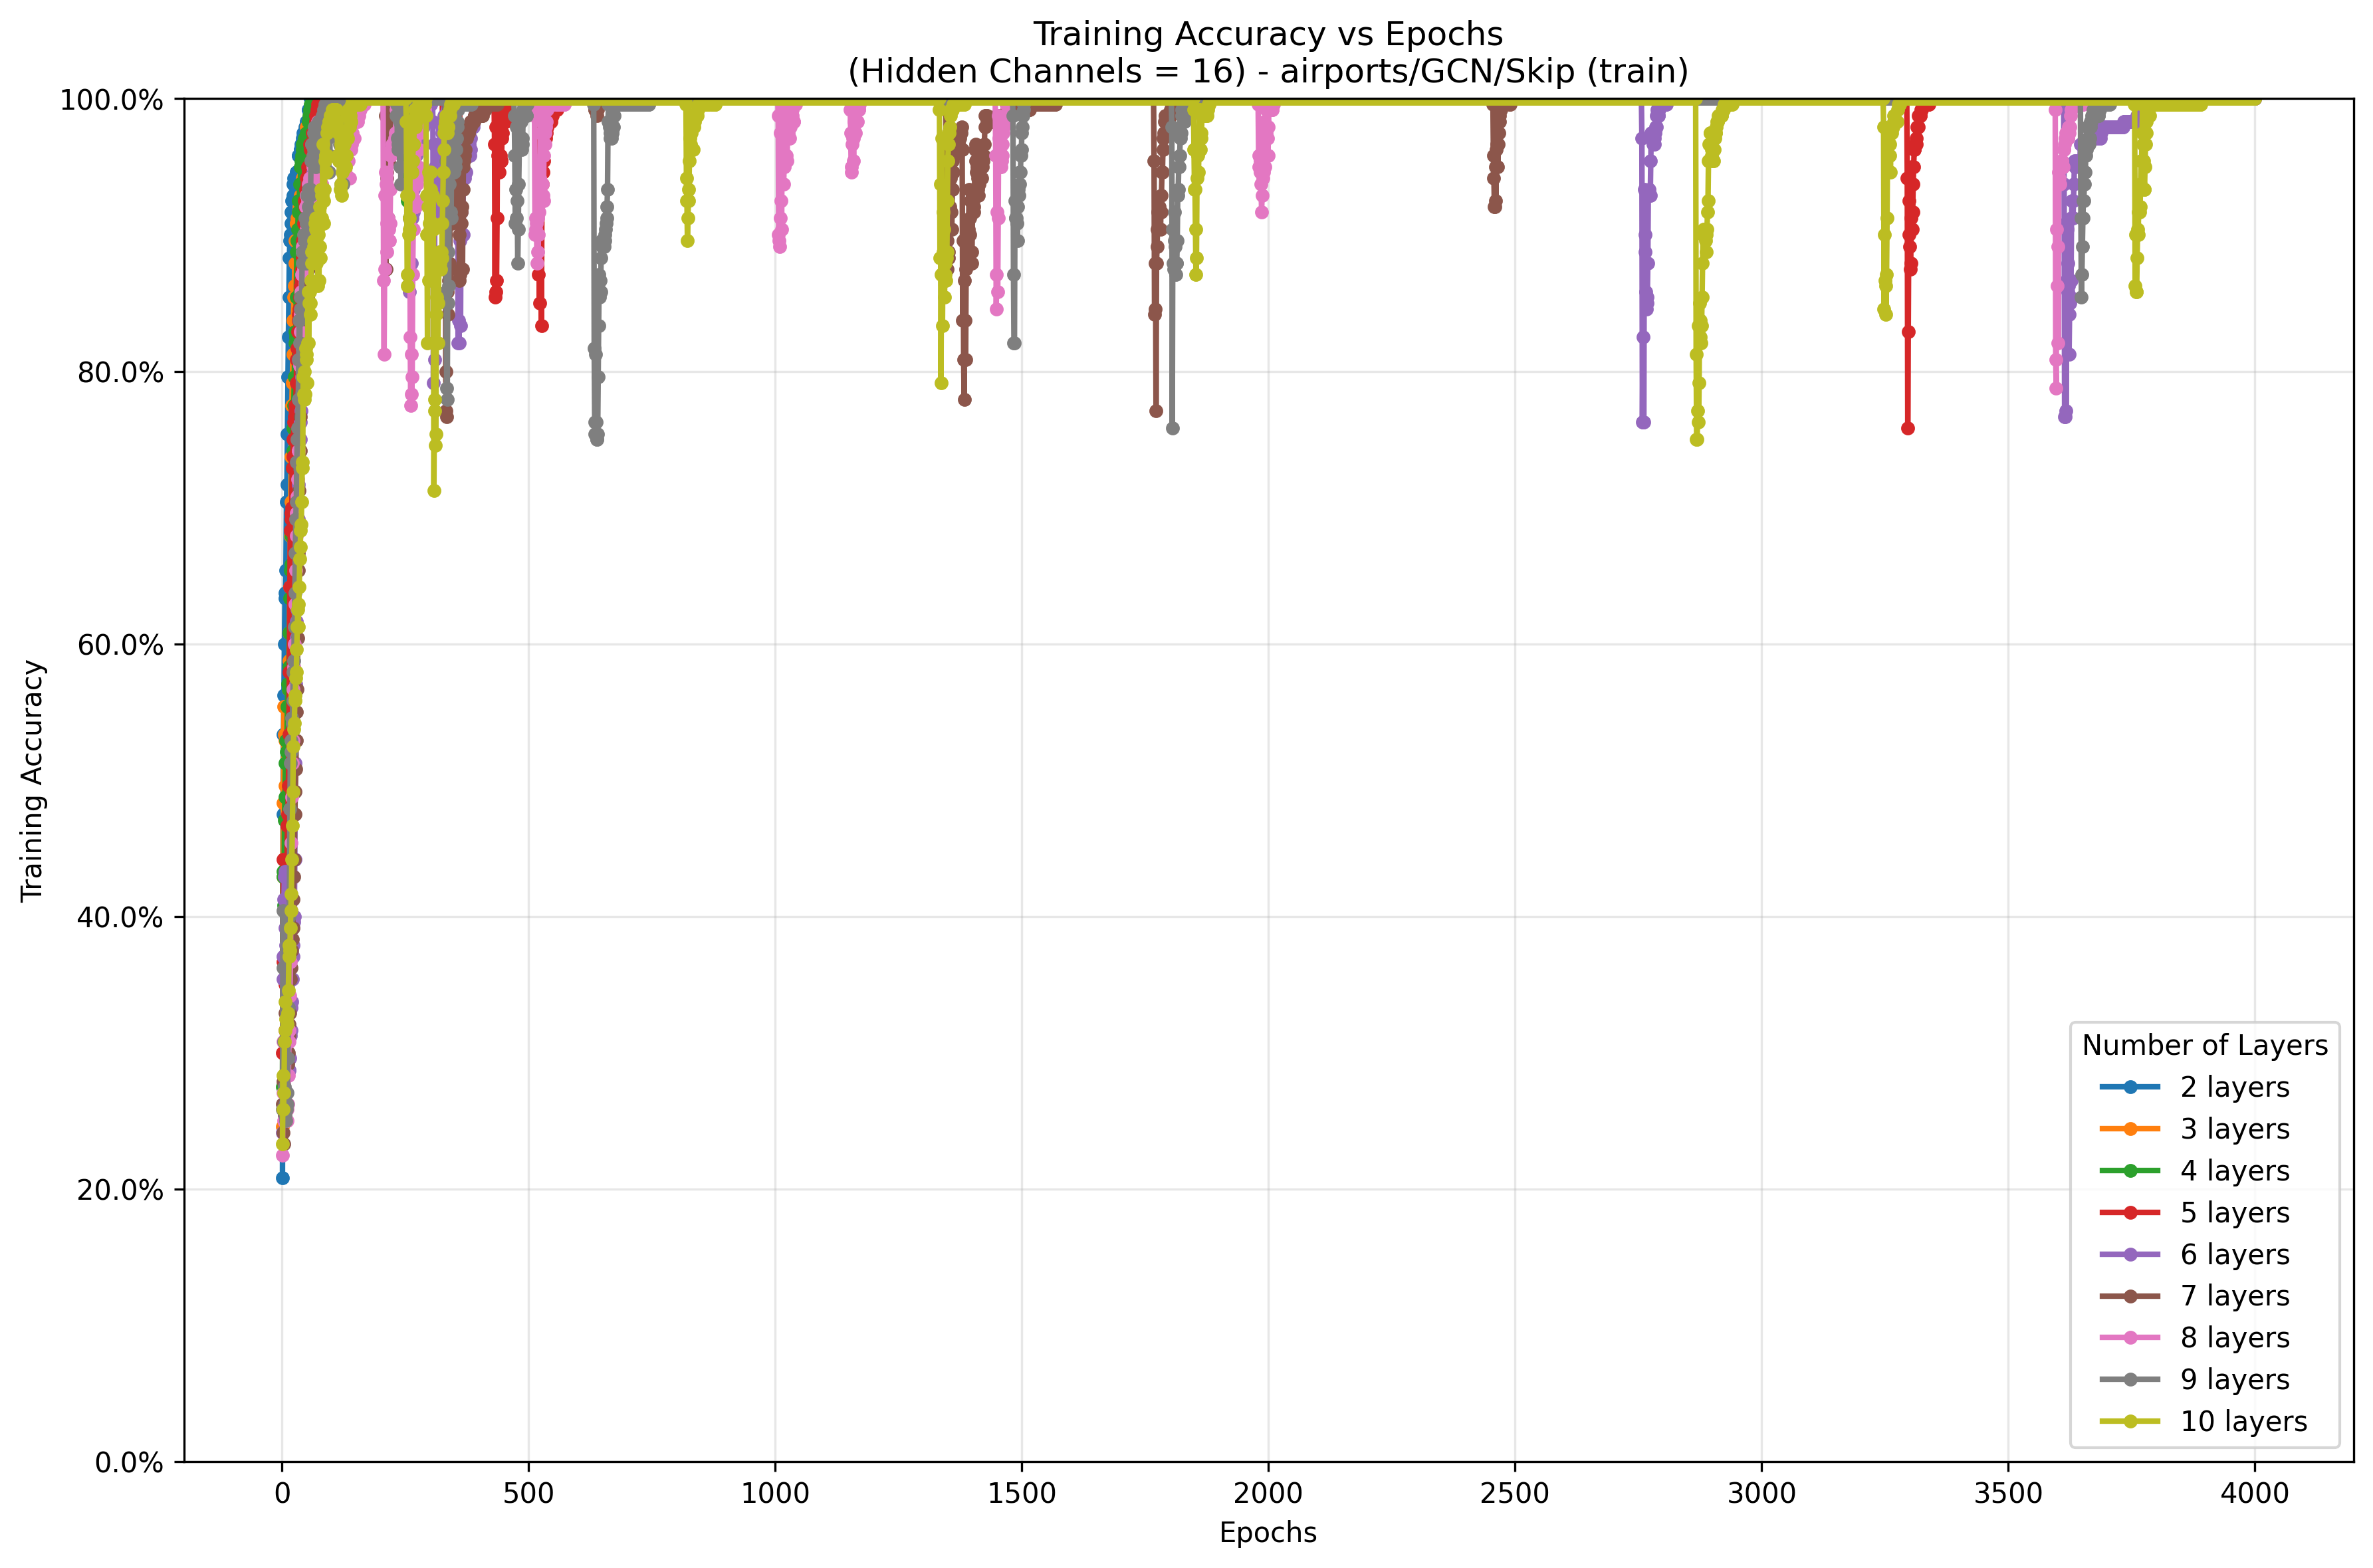 Training Accuracy vs Epochs
(Hidden Channels = 16) - airports/GCN/Skip (train)
100.0%
80.0%
60.0%
40.0%
20.0%
0.0%
Training Accuracy
0
500
1000
1500
2000
2500
3000
3500
4000
Epochs
Number of Layers
2 layers
3 layers
4 layers
5 layers
6 layers
7 layers
8 layers
9 layers
10 layers